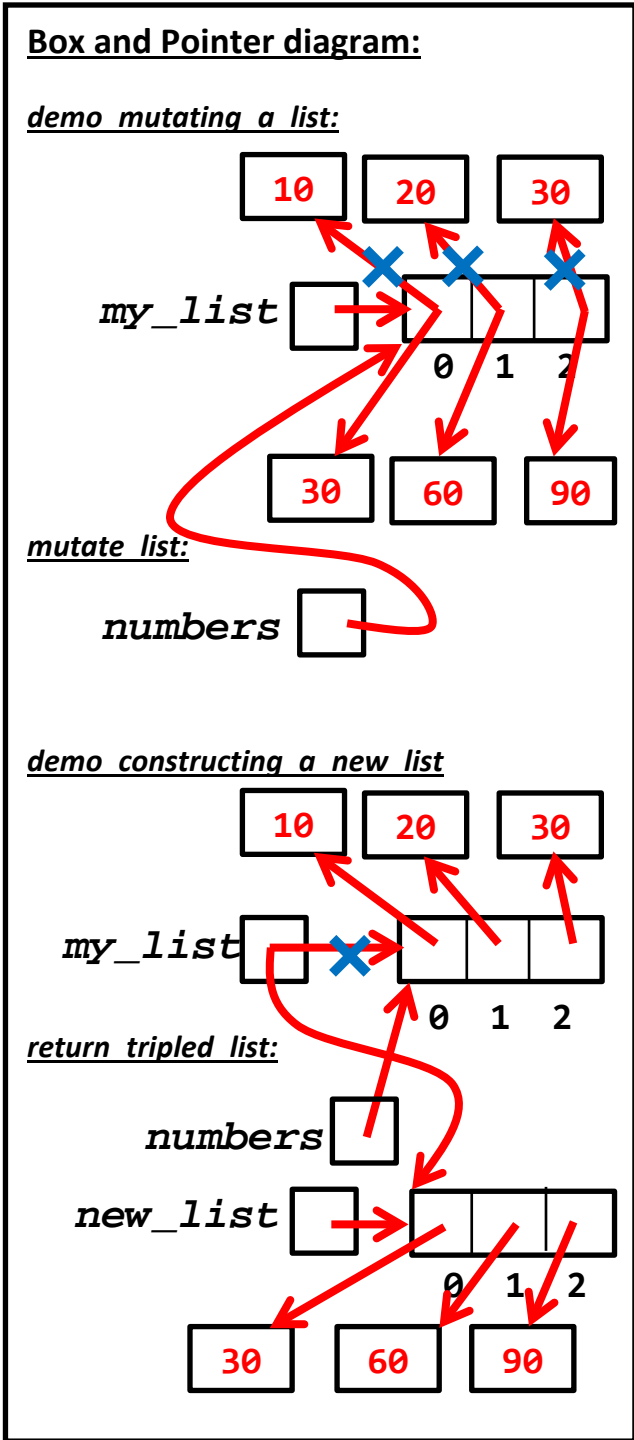 Box and Pointer diagram:
demo_mutating_a_list:
10 20 30
my_list
0 1 2
30 60 90
mutate_list:
numbers
demo_constructing_a_new_list
10 20 30
my_list
0 1 2
return_tripled_list:
numbers
new_list
0 1 2
30 60 90